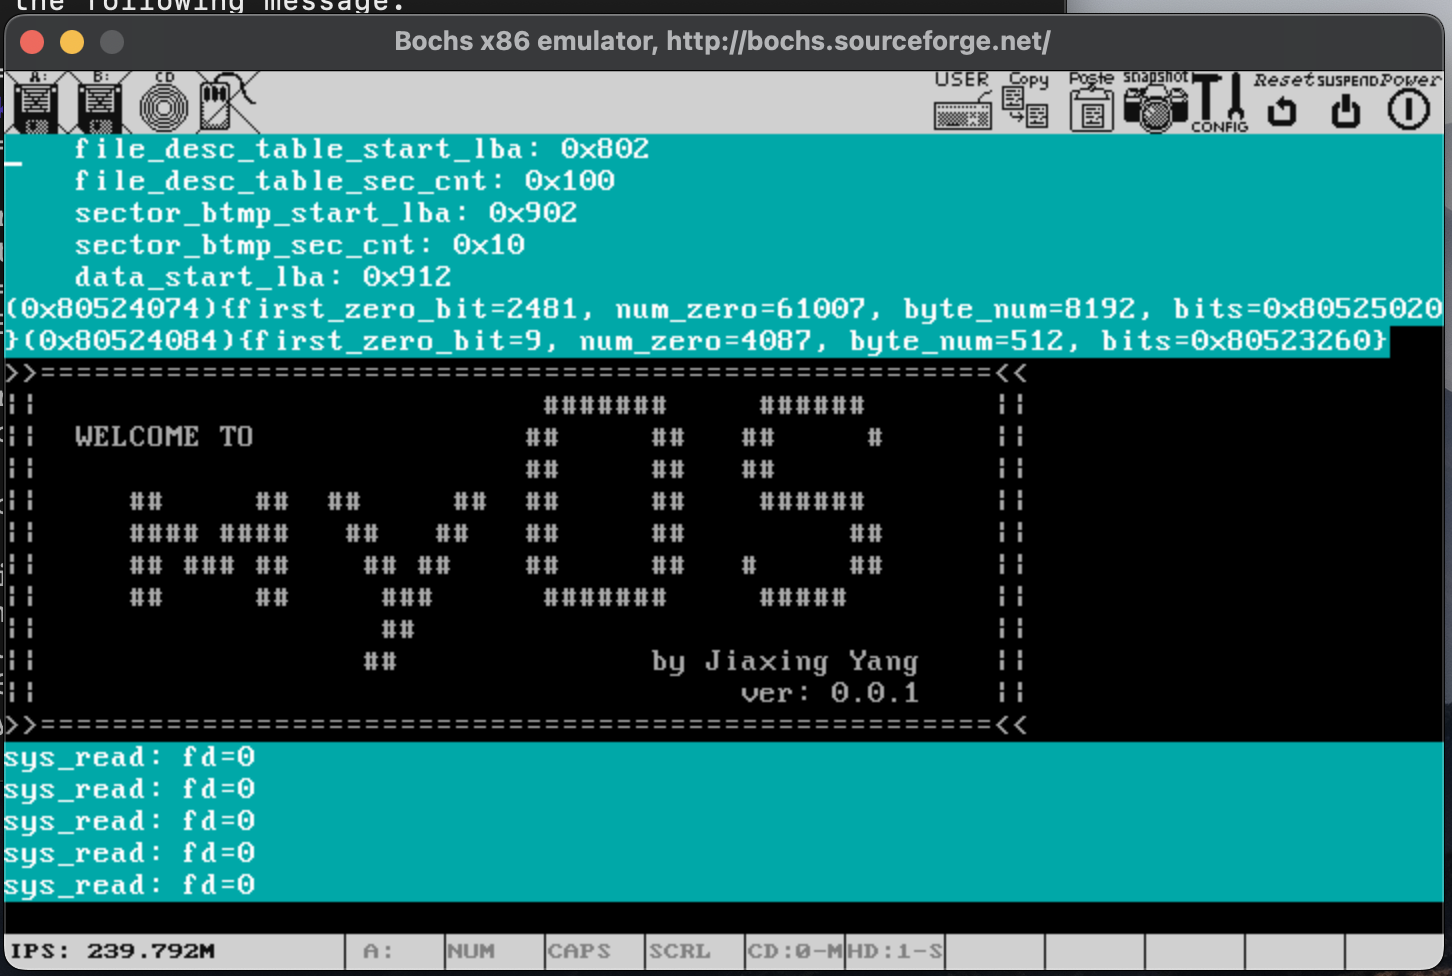 the following message.
Bochs x86 emulator, http://bochs.sourceforge.net/
A: B: CD USER Copy Paste snapshot CONFIG Reset SUSPEND Power
_   file_desc_table_start_lba: 0x802
    file_desc_table_sec_cnt: 0x100
    sector_btmp_start_lba: 0x902
    sector_btmp_sec_cnt: 0x10
    data_start_lba: 0x912
(0x80524074){first_zero_bit=2481, num_zero=61007, byte_num=8192, bits=0x80525020
}(0x80524084){first_zero_bit=9, num_zero=4087, byte_num=512, bits=0x80523260}
>>=====================================================<<
||                            #######     ######       ||
||  WELCOME TO               ##     ##   ##     #      ||
||                           ##     ##   ##            ||
||     ##     ##  ##     ##  ##     ##    ######       ||
||     #### ####   ##   ##   ##     ##         ##      ||
||     ## ### ##    ## ##    ##     ##   #     ##      ||
||     ##     ##     ###      #######     #####        ||
||                   ##                                ||
||                  ##              by Jiaxing Yang    ||
||                                       ver: 0.0.1    ||
>>=====================================================<<
sys_read: fd=0
sys_read: fd=0
sys_read: fd=0
sys_read: fd=0
sys_read: fd=0
IPS: 239.792M A: NUM CAPS SCRL CD:0-M HD:1-S